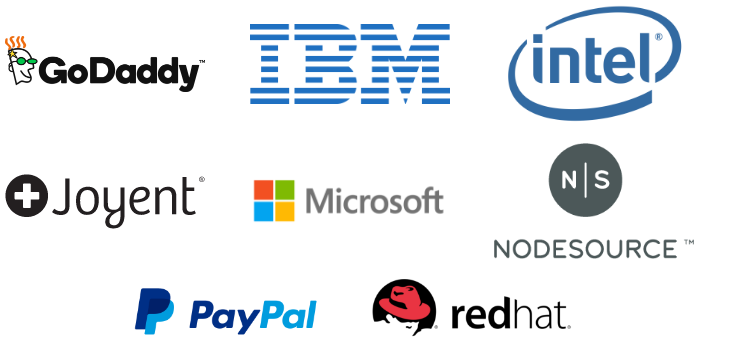 GoDaddy™
IBM
intel®
Joyent®
Microsoft
N|S
NODESOURCE™
PayPal
redhat®